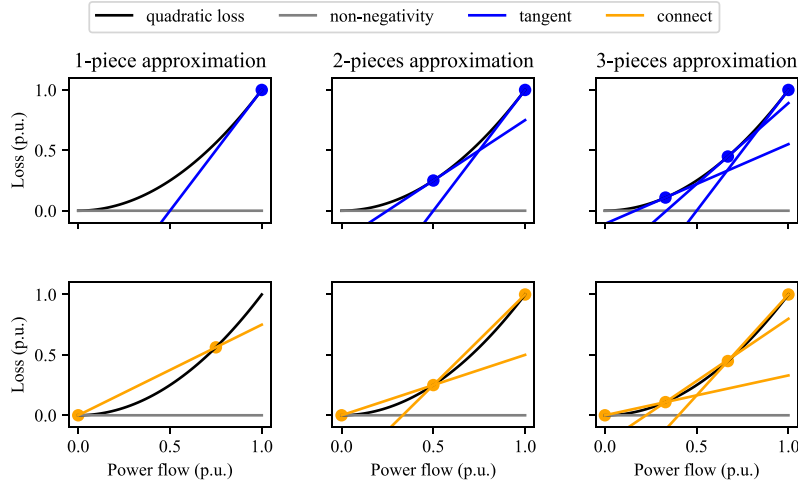 quadratic loss non-negativity tangent connect
1-piece approximation 2-pieces approximation 3-pieces approximation
1.0
0.5
0.0
Loss (p.u.)
1.0
0.5
0.0
Loss (p.u.)
0.0 0.5 1.0 0.0 0.5 1.0 0.0 0.5 1.0
Power flow (p.u.) Power flow (p.u.) Power flow (p.u.)